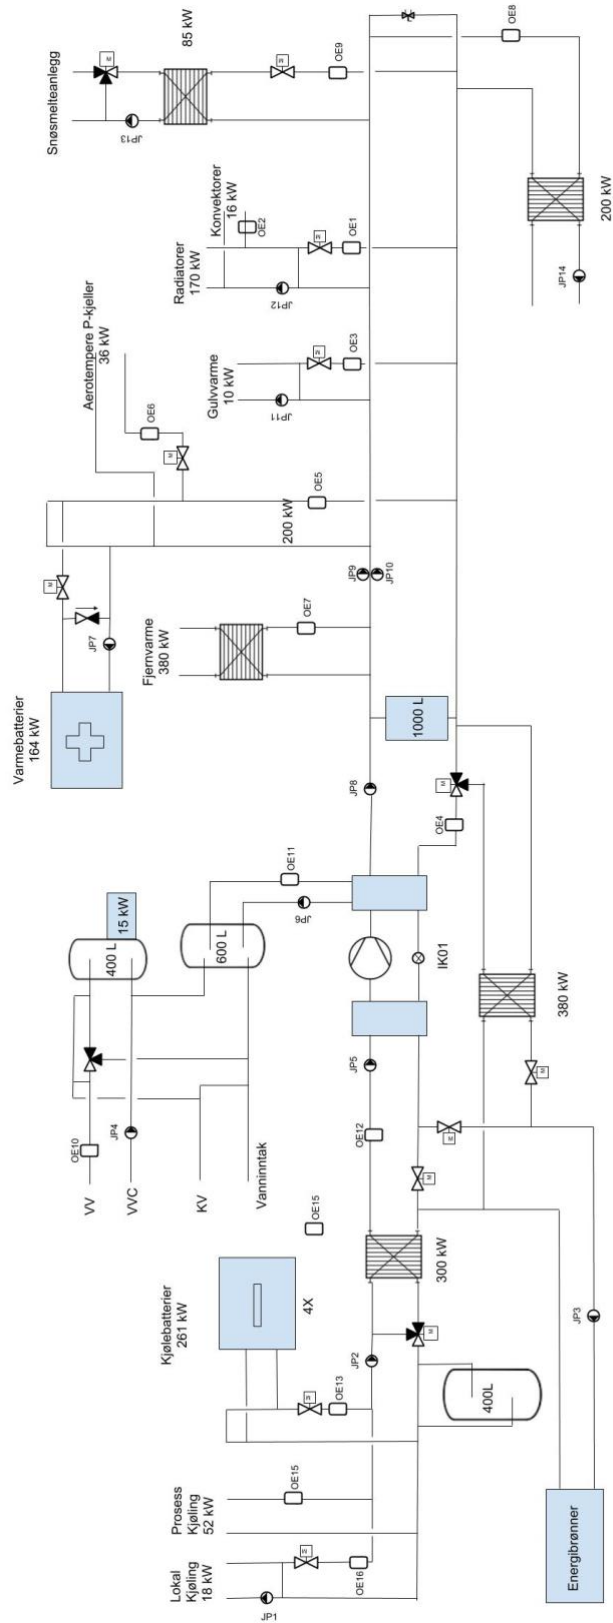 Snøsmelteanlegg
85 kW
M
M
JP13
OE9
OE8
Konvektorer
16 kW
OE2
Radiatorer
170 kW
M
OE1
JP12
200 kW
JP14
Aerotempere P-kjeller
36 kW
Gulvvarme
10 kW
M
OE3
JP11
OE6
M
OE5
200 kW
M
JP7
JP9
JP10
Varmebatterier
164 kW
Fjernvarme
380 kW
OE7
1000 L
JP8
M
OE4
15 kW
400 L
600 L
OE11
JP6
IK01
380 kW
M
OE10
JP4
VV
VVC
KV
Vanninntak
JP5
OE12
M
M
OE15
300 kW
JP3
Kjølebatterier
261 kW
4X
JP2
M
M
OE13
400L
Prosess
Kjøling
52 kW
OE15
Lokal
Kjøling
18 kW
M
OE16
JP1
Energibrønner